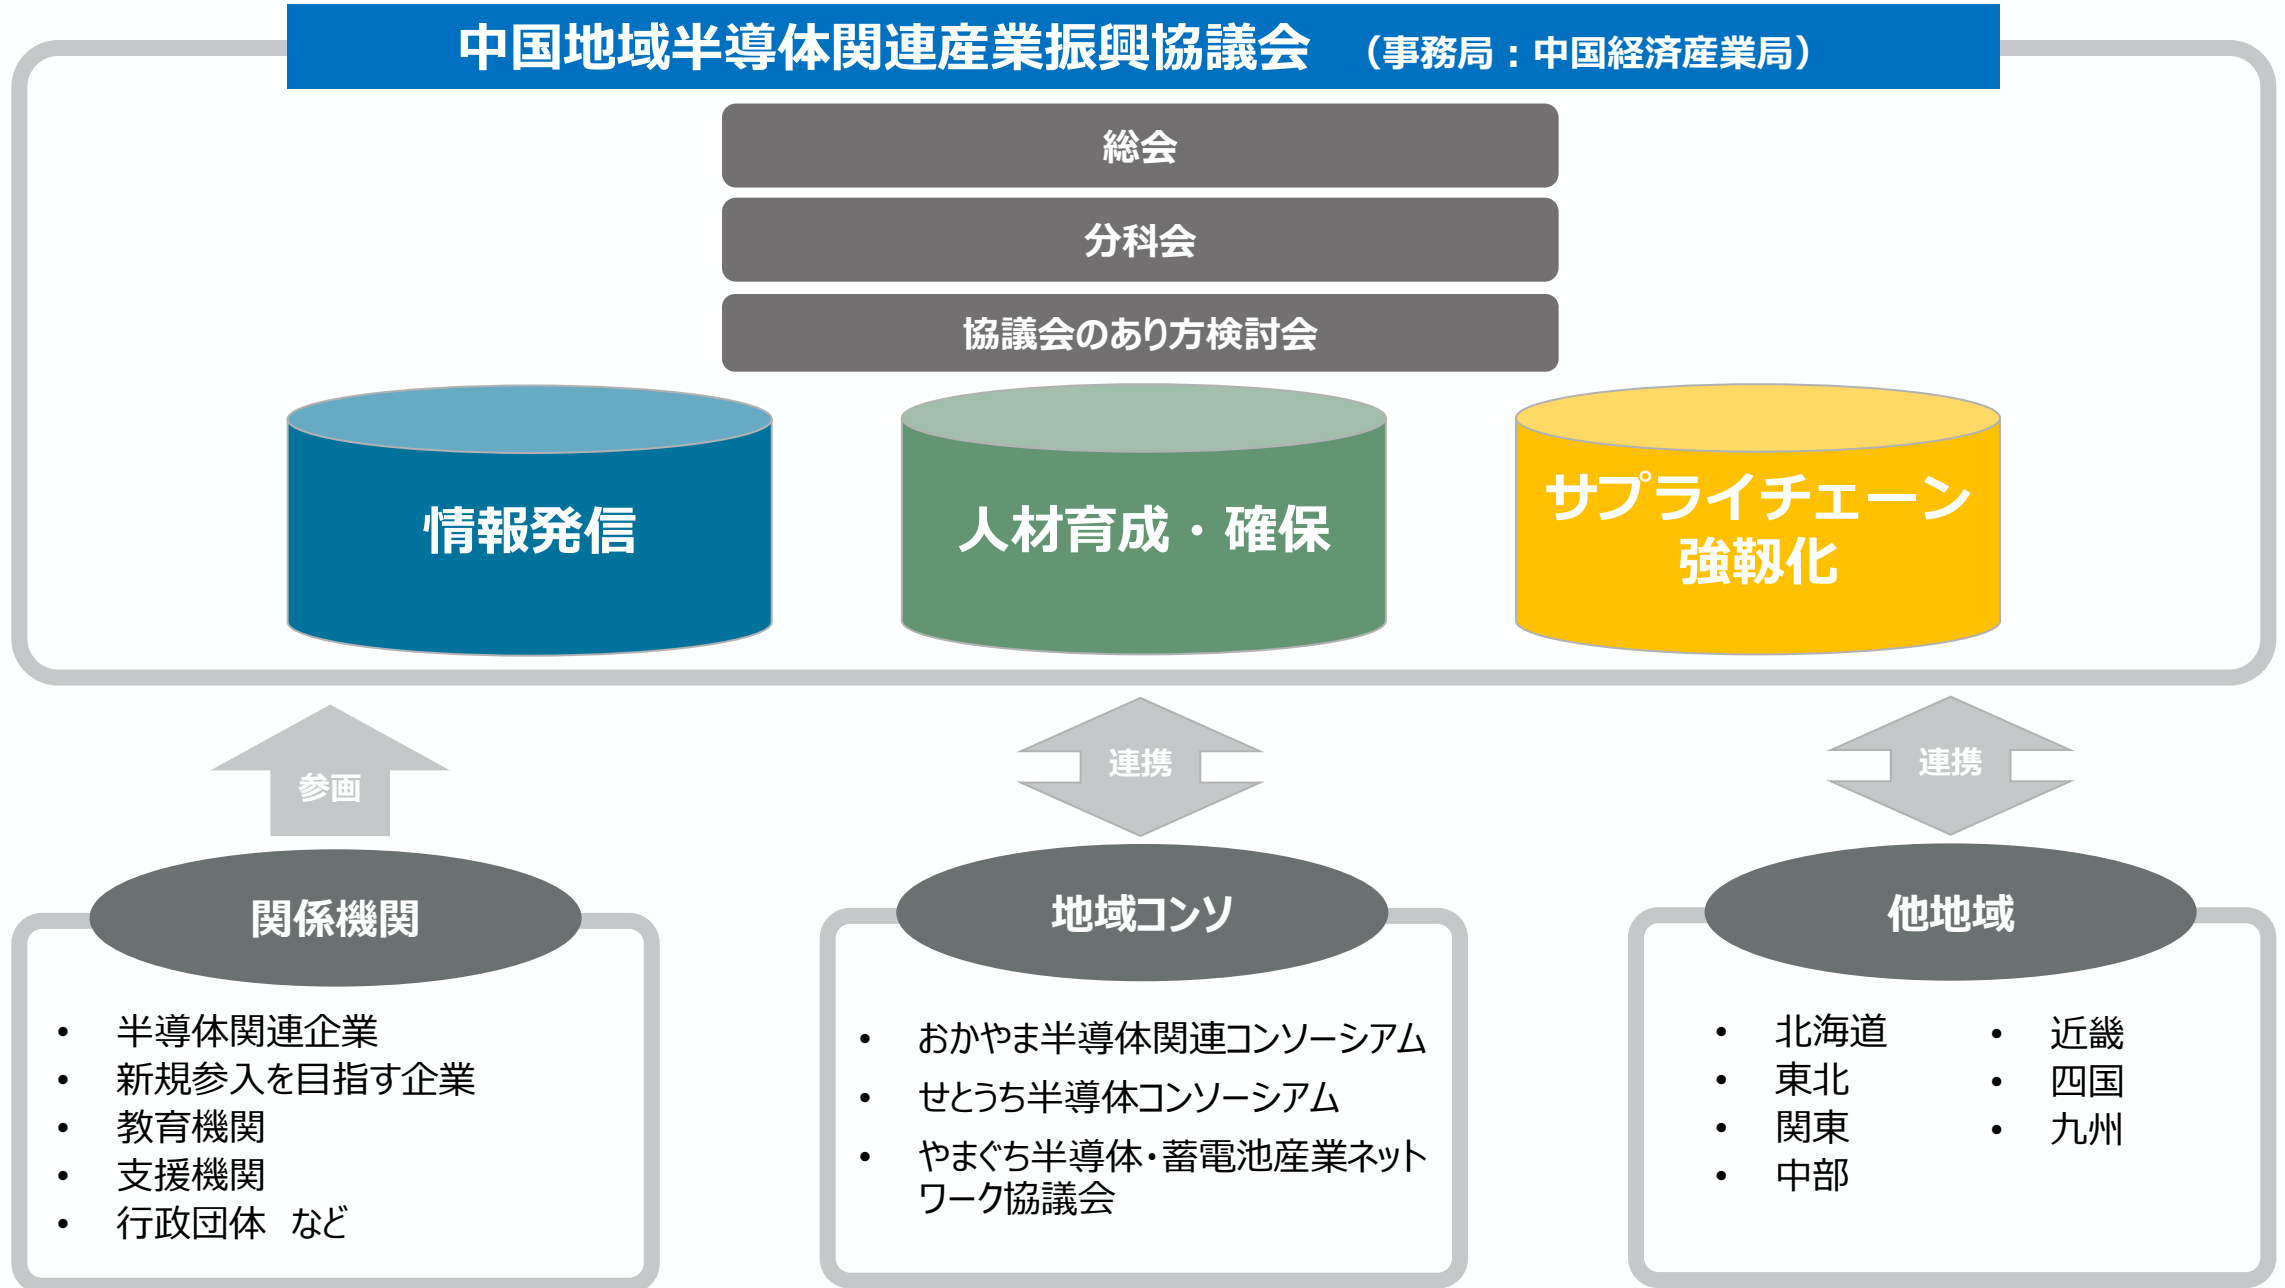 中国地域半導体関連産業振興協議会 （事務局：中国経済産業局）
総会
分科会
協議会のあり方検討会
情報発信
人材育成・確保
サプライチェーン
強靱化
参画
連携
連携
関係機関
• 半導体関連企業
• 新規参入を目指す企業
• 教育機関
• 支援機関
• 行政団体 など
地域コンソ
• おかやま半導体関連コンソーシアム
• せとうち半導体コンソーシアム
• やまぐち半導体・蓄電池産業ネット
ワーク協議会
他地域
• 北海道
• 東北
• 関東
• 中部
• 近畿
• 四国
• 九州